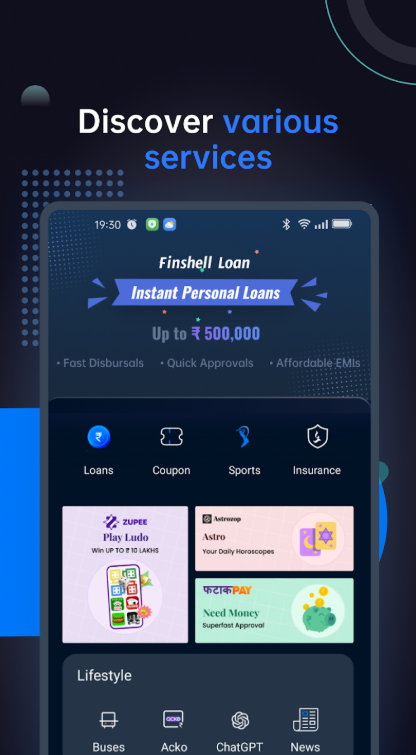 Discover various
services
19:30
Finshell Loan
Instant Personal Loans
Up to ₹ 500,000
• Fast Disbursals • Quick Approvals • Affordable EMIs
₹
Loans Coupon Sports Insurance
ZUPEE
Play Ludo
Win UP TO ₹ 10 LAKHS
Astrozop
Astro
Your Daily Horoscopes
फटाकPAY
Need Money
Superfast Approval
Lifestyle
Buses Acko ChatGPT News